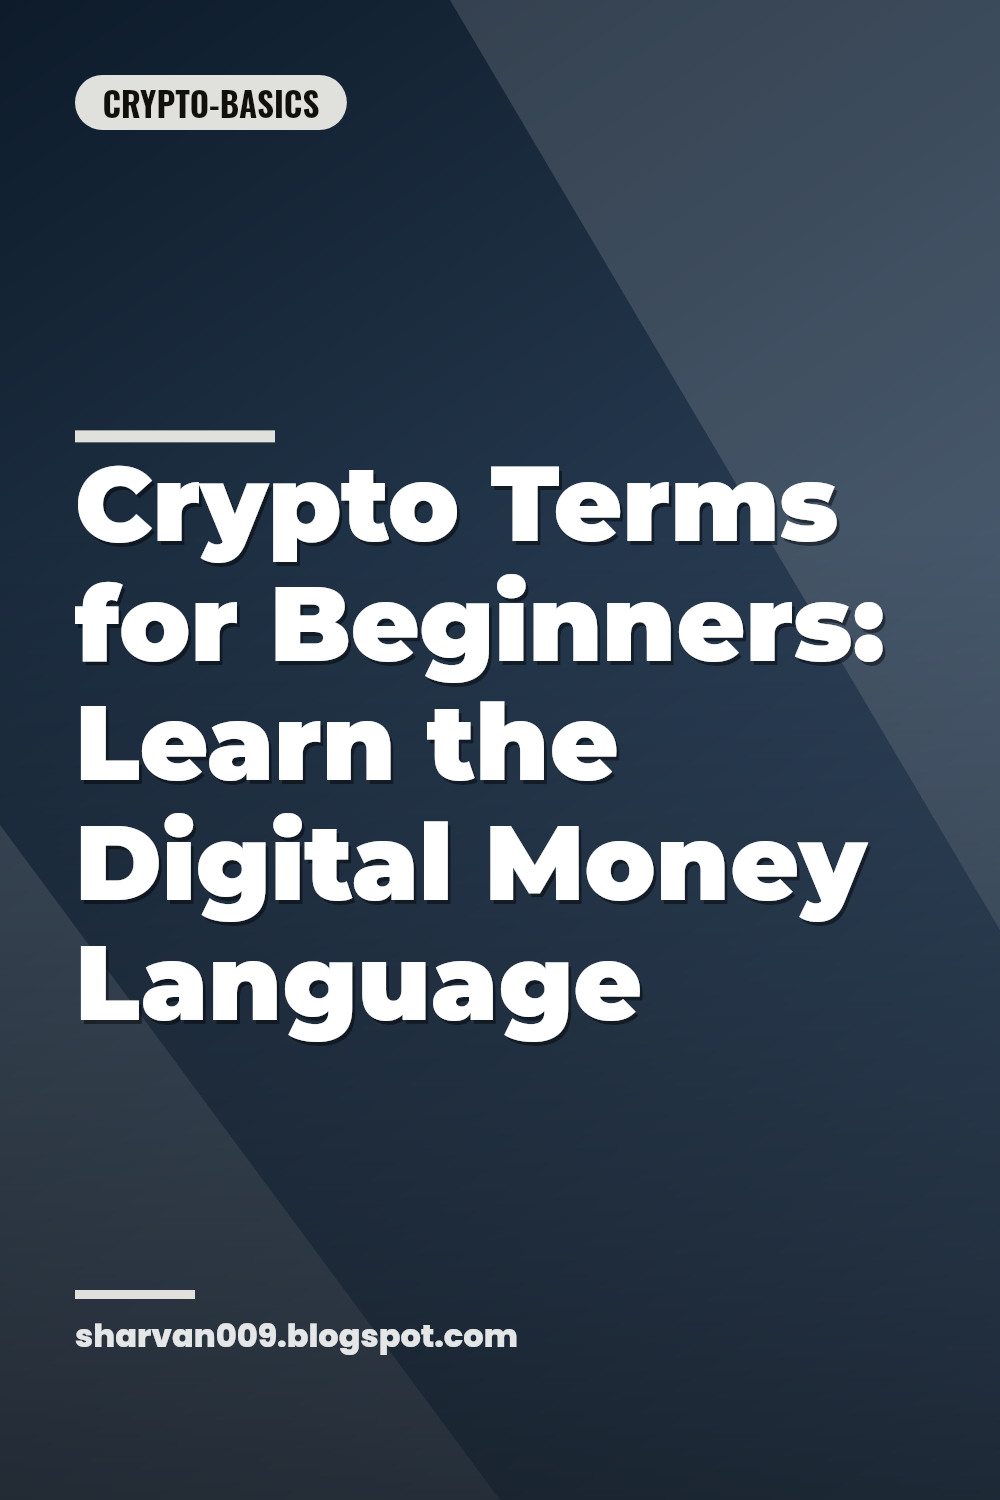 CRYPTO-BASICS
Crypto Terms
for Beginners:
Learn the
Digital Money
Language
sharvan009.blogspot.com